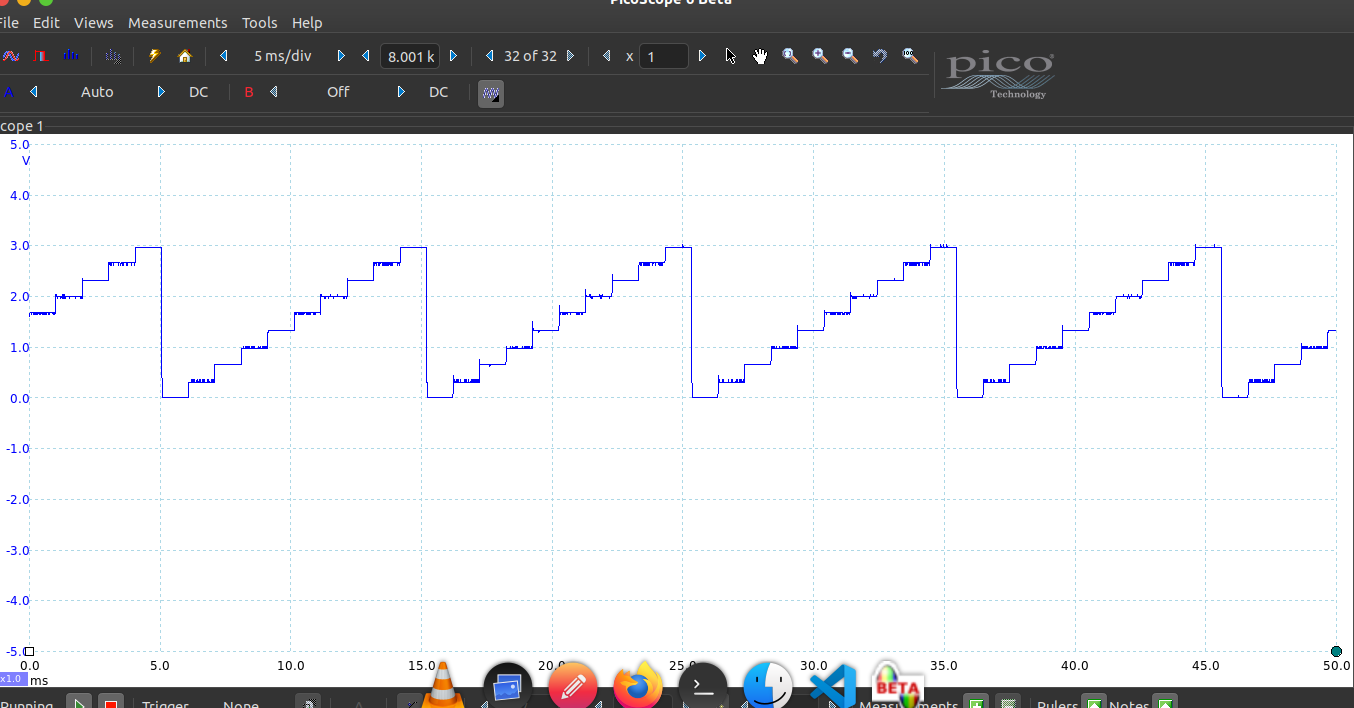 PicoScope 6 Beta
File Edit Views Measurements Tools Help
5 ms/div 8.001 k 32 of 32 x 1
pico
Technology
A Auto DC B Off DC
cope 1
5.0
V
4.0
3.0
2.0
1.0
0.0
-1.0
-2.0
-3.0
-4.0
-5.0
0.0 5.0 10.0 15.0 20.0 25.0 30.0 35.0 40.0 45.0 50.0
x1.0 ms
BETA
Running Trigger None Measurements Rulers Notes